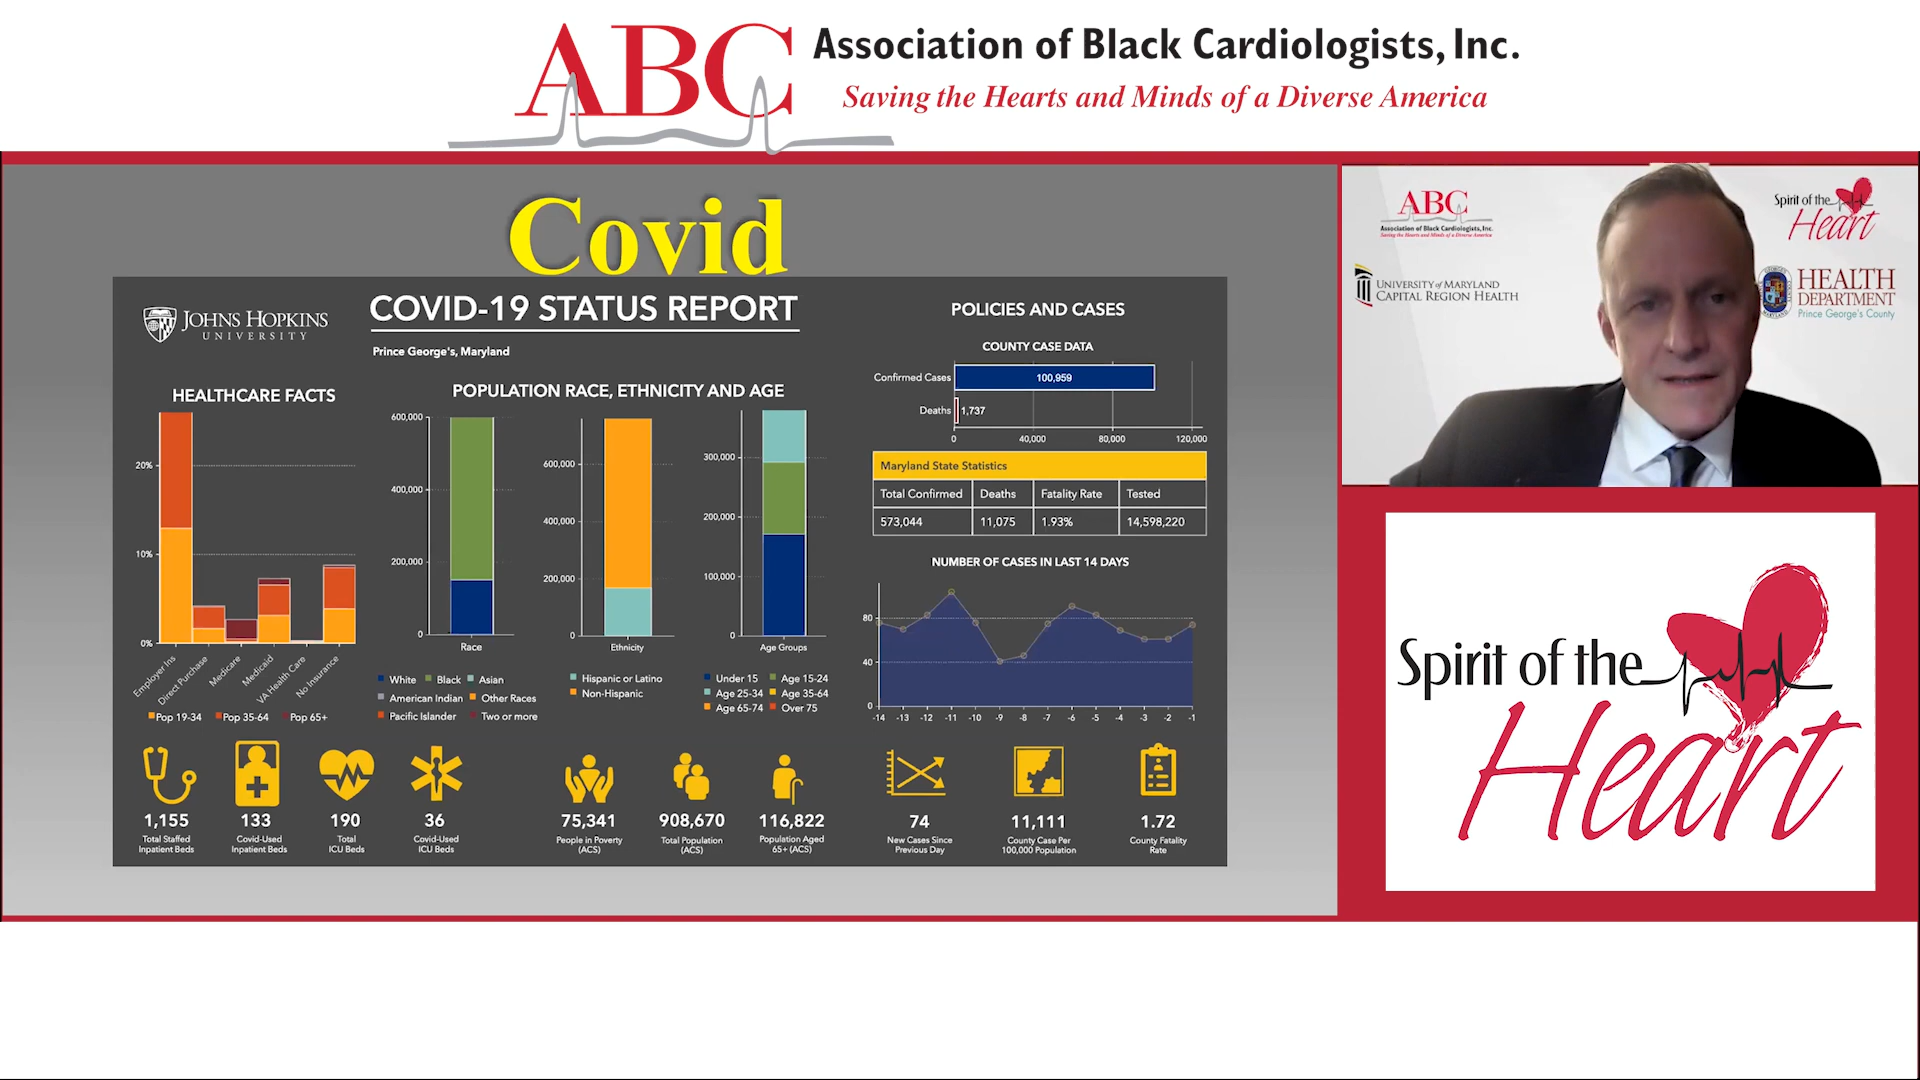 ABC
Association of Black Cardiologists, Inc.
Saving the Hearts and Minds of a Diverse America
Covid
JOHNS HOPKINS
UNIVERSITY
COVID-19 STATUS REPORT
Prince George's, Maryland
HEALTHCARE FACTS
20%
10%
0%
Employer Ins
Direct Purchase
Medicare
Medicaid
VA Health Care
No Insurance
Pop 19-34 Pop 35-64 Pop 65+
POPULATION RACE, ETHNICITY AND AGE
600,000
400,000
200,000
0
Race
White Black Asian
American Indian Other Races
Pacific Islander Two or more
600,000
400,000
200,000
0
Ethnicity
Hispanic or Latino
Non-Hispanic
300,000
200,000
100,000
0
Age Groups
Under 15 Age 15-24
Age 25-34 Age 35-64
Age 65-74 Over 75
POLICIES AND CASES
COUNTY CASE DATA
Confirmed Cases 100,959
Deaths 1,737
0 40,000 80,000 120,000
Maryland State Statistics
Total Confirmed Deaths Fatality Rate Tested
573,044 11,075 1.93% 14,598,220
NUMBER OF CASES IN LAST 14 DAYS
80
40
0
-14 -13 -12 -11 -10 -9 -8 -7 -6 -5 -4 -3 -2 -1
1,155
Total Staffed
Inpatient Beds
133
Covid-Used
Inpatient Beds
190
Total
ICU Beds
36
Covid-Used
ICU Beds
75,341
People in Poverty
(ACS)
908,670
Total Population
(ACS)
116,822
Population Aged
65+ (ACS)
74
New Cases Since
Previous Day
11,111
County Case Per
100,000 Population
1.72
County Fatality
Rate
ABC
Association of Black Cardiologists, Inc.
Saving the Hearts and Minds of a Diverse America
Spirit of the
Heart
UNIVERSITY of MARYLAND
CAPITAL REGION HEALTH
HEALTH
DEPARTMENT
Prince George's County
Spirit of the
Heart